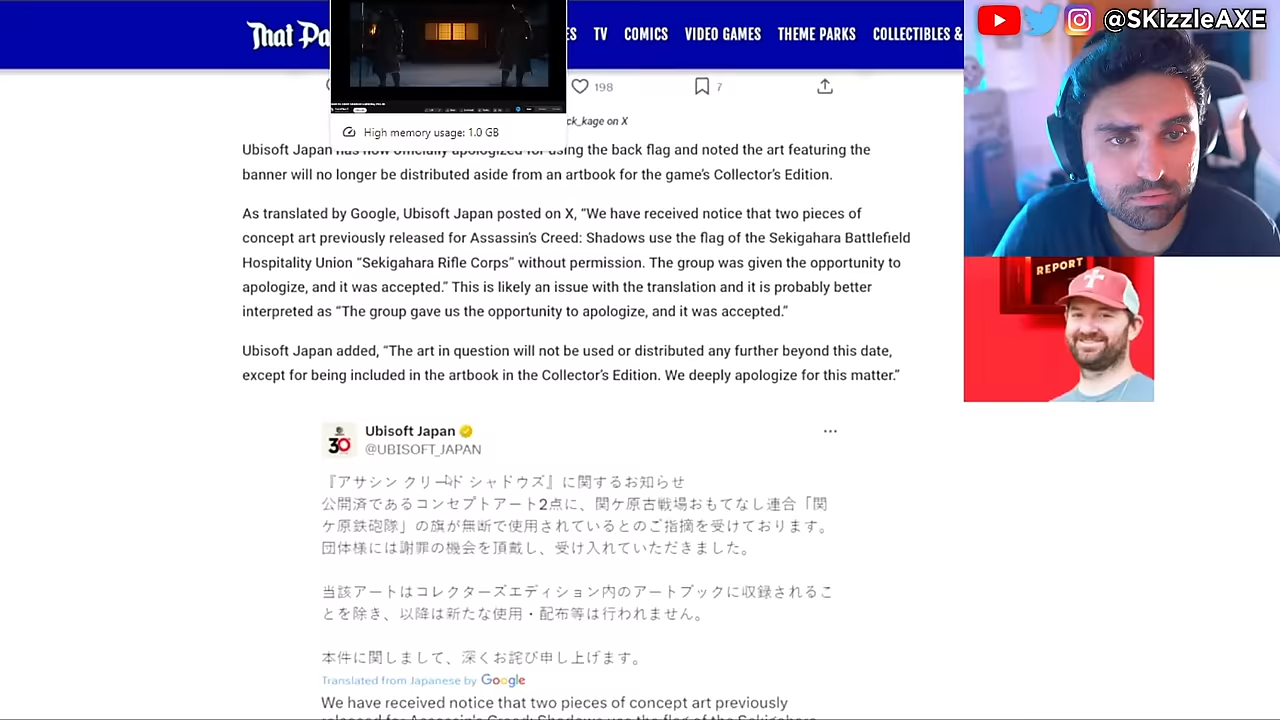 That Pa
ES TV COMICS VIDEO GAMES THEME PARKS COLLECTIBLES &
@SKizzleAXE
198
7
ck_kage on X
High memory usage: 1.0 GB
Ubisoft Japan has now officially apologized for using the back flag and noted the art featuring the
banner will no longer be distributed aside from an artbook for the game’s Collector’s Edition.
As translated by Google, Ubisoft Japan posted on X, “We have received notice that two pieces of
concept art previously released for Assassin’s Creed: Shadows use the flag of the Sekigahara Battlefield
Hospitality Union “Sekigahara Rifle Corps” without permission. The group was given the opportunity to
apologize, and it was accepted.” This is likely an issue with the translation and it is probably better
interpreted as “The group gave us the opportunity to apologize, and it was accepted.”
Ubisoft Japan added, “The art in question will not be used or distributed any further beyond this date,
except for being included in the artbook in the Collector’s Edition. We deeply apologize for this matter.”
REPORT
30
Ubisoft Japan
@UBISOFT_JAPAN
『アサシン クリード シャドウズ』に関するお知らせ
公開済であるコンセプトアート2点に、関ケ原古戦場おもてなし連合「関
ケ原鉄砲隊」の旗が無断で使用されているとのご指摘を受けております。
団体様には謝罪の機会を頂戴し、受け入れていただきました。
当該アートはコレクターズエディション内のアートブックに収録されるこ
とを除き、以降は新たな使用・配布等は行われません。
本件に関しまして、深くお詫び申し上げます。
Translated from Japanese by Google
We have received notice that two pieces of concept art previously
released for Assassin's Creed: Shadows use the flag of the Sekigahara